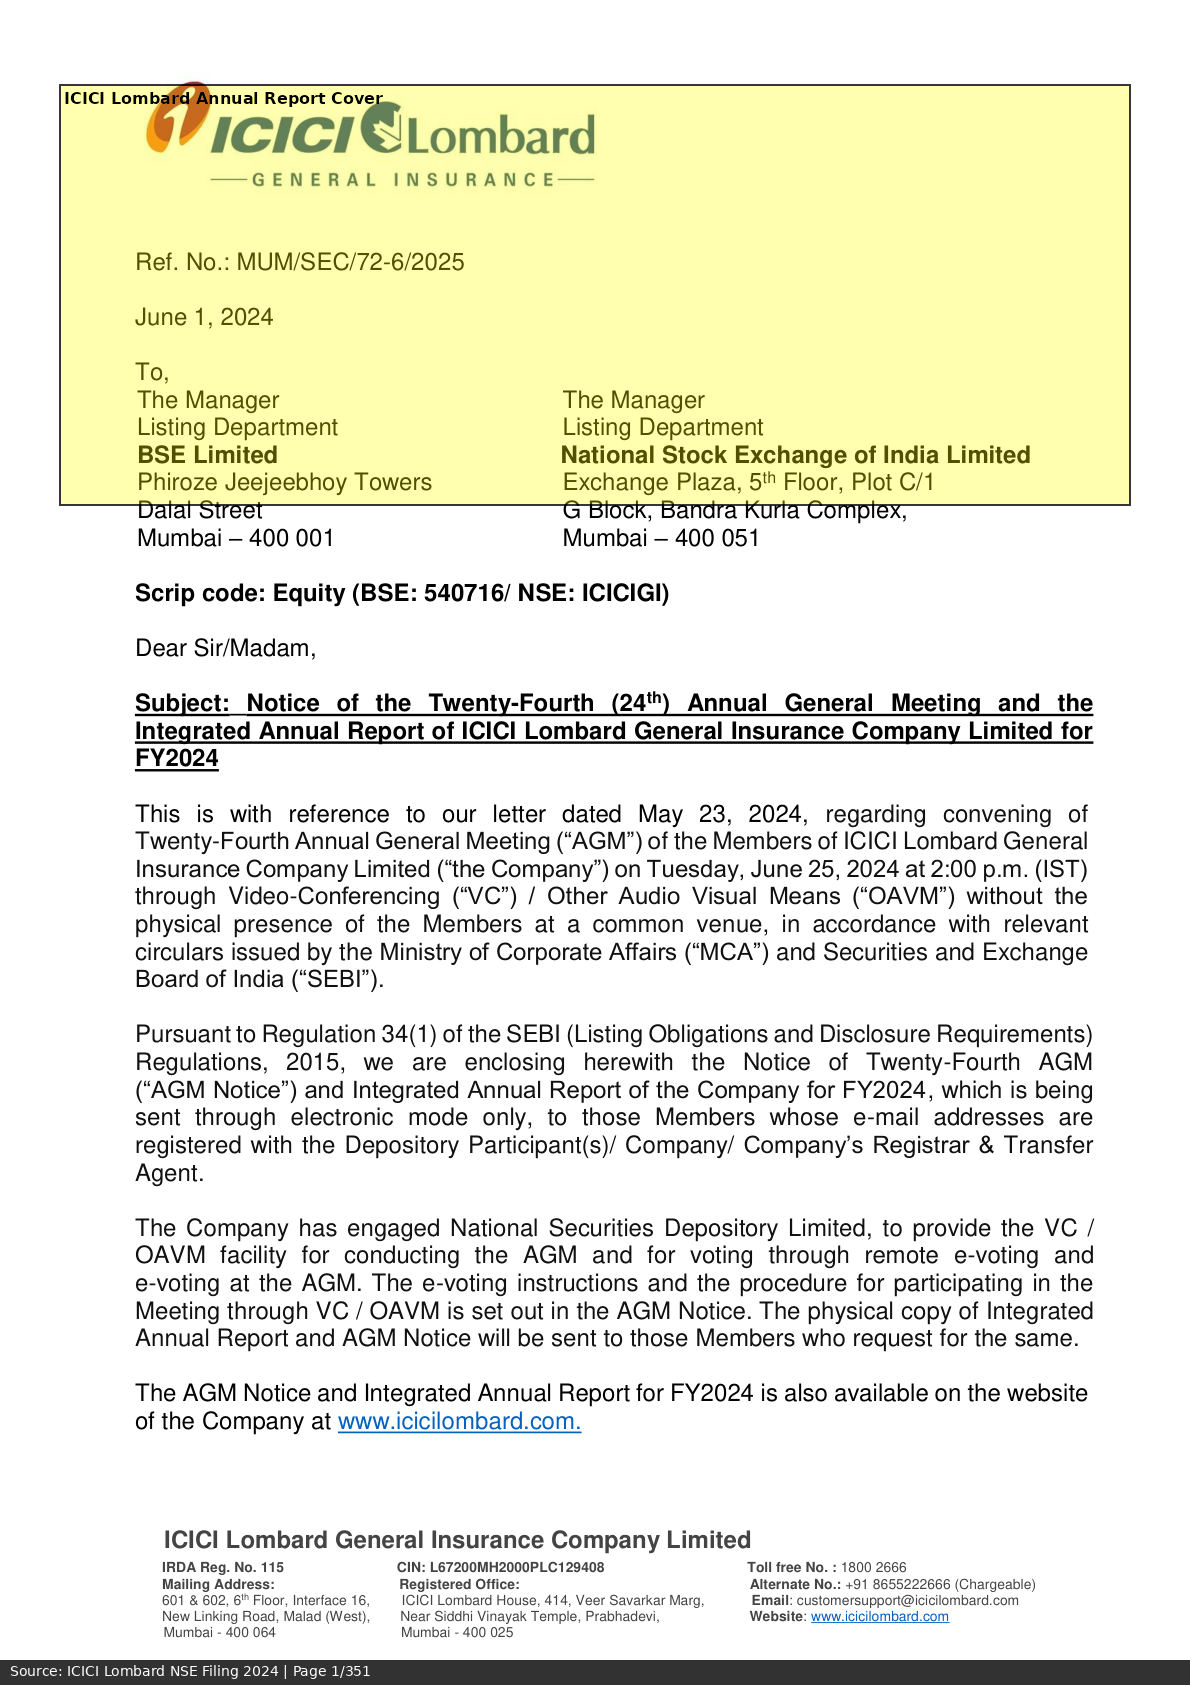 ICICI Lombard Annual Report Cover
ICICI Lombard
GENERAL INSURANCE
Ref. No.: MUM/SEC/72-6/2025
June 1, 2024
To,
The Manager
Listing Department
BSE Limited
Phiroze Jeejeebhoy Towers
Dalal Street
Mumbai – 400 001
The Manager
Listing Department
National Stock Exchange of India Limited
Exchange Plaza, 5th Floor, Plot C/1
G Block, Bandra Kurla Complex,
Mumbai – 400 051
Scrip code: Equity (BSE: 540716/ NSE: ICICIGI)
Dear Sir/Madam,
Subject: Notice of the Twenty-Fourth (24th) Annual General Meeting and the
Integrated Annual Report of ICICI Lombard General Insurance Company Limited for
FY2024
This is with reference to our letter dated May 23, 2024, regarding convening of
Twenty-Fourth Annual General Meeting (“AGM”) of the Members of ICICI Lombard General
Insurance Company Limited (“the Company”) on Tuesday, June 25, 2024 at 2:00 p.m. (IST)
through Video-Conferencing (“VC”) / Other Audio Visual Means (“OAVM”) without the
physical presence of the Members at a common venue, in accordance with relevant
circulars issued by the Ministry of Corporate Affairs (“MCA”) and Securities and Exchange
Board of India (“SEBI”).
Pursuant to Regulation 34(1) of the SEBI (Listing Obligations and Disclosure Requirements)
Regulations, 2015, we are enclosing herewith the Notice of Twenty-Fourth AGM
(“AGM Notice”) and Integrated Annual Report of the Company for FY2024, which is being
sent through electronic mode only, to those Members whose e-mail addresses are
registered with the Depository Participant(s)/ Company/ Company’s Registrar & Transfer
Agent.
The Company has engaged National Securities Depository Limited, to provide the VC /
OAVM facility for conducting the AGM and for voting through remote e-voting and
e-voting at the AGM. The e-voting instructions and the procedure for participating in the
Meeting through VC / OAVM is set out in the AGM Notice. The physical copy of Integrated
Annual Report and AGM Notice will be sent to those Members who request for the same.
The AGM Notice and Integrated Annual Report for FY2024 is also available on the website
of the Company at www.icicilombard.com.
ICICI Lombard General Insurance Company Limited
IRDA Reg. No. 115
Mailing Address:
601 & 602, 6th Floor, Interface 16,
New Linking Road, Malad (West),
Mumbai - 400 064
CIN: L67200MH2000PLC129408
Registered Office:
ICICI Lombard House, 414, Veer Savarkar Marg,
Near Siddhi Vinayak Temple, Prabhadevi,
Mumbai - 400 025
Toll free No. : 1800 2666
Alternate No.: +91 8655222666 (Chargeable)
Email: customersupport@icicilombard.com
Website: www.icicilombard.com
Source: ICICI Lombard NSE Filing 2024 | Page 1/351